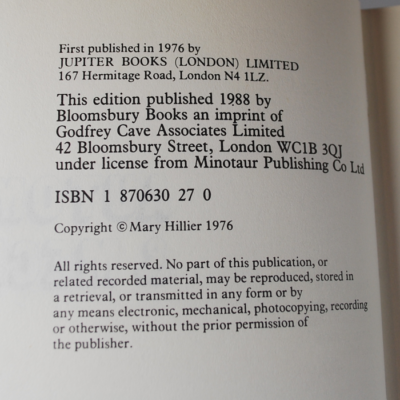 First published in 1976 by
JUPITER BOOKS (LONDON) LIMITED
167 Hermitage Road, London N4 1LZ.
This edition published 1988 by
Bloomsbury Books an imprint of
Godfrey Cave Associates Limited
42 Bloomsbury Street, London WC1B 3QJ
under license from Minotaur Publishing Co Ltd
ISBN 1 870630 27 0
Copyright © Mary Hillier 1976
All rights reserved. No part of this publication, or
related recorded material, may be reproduced, stored in
a retrieval, or transmitted in any form or by
any means electronic, mechanical, photocopying, recording
or otherwise, without the prior permission of
the publisher.